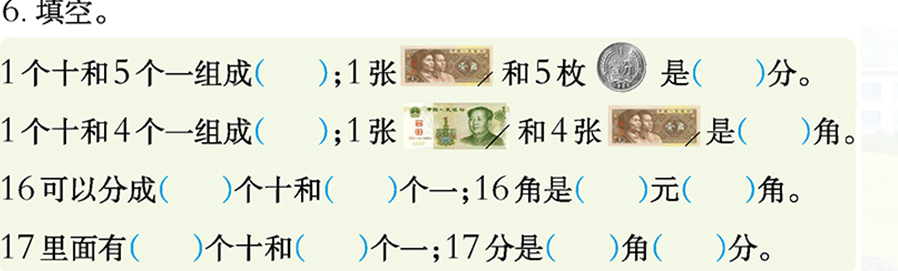 6. 填空。
1个十和5个一组成(　　);1张 和5枚 是(　　)分。
1个十和4个一组成(　　);1张 和4张 是(　　)角。
16可以分成(　　)个十和(　　)个一;16角是(　　)元(　　)角。
17里面有(　　)个十和(　　)个一;17分是(　　)角(　　)分。